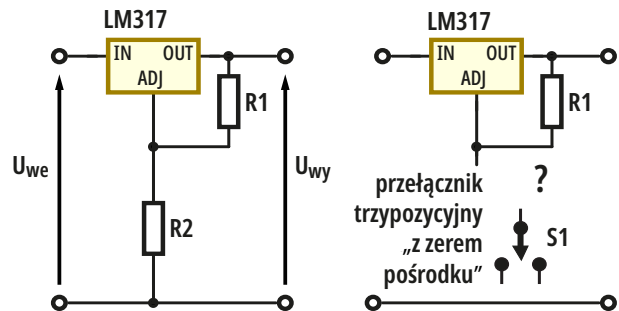 LM317
IN OUT
ADJ
R1
Uwe
Uwy
R2
LM317
IN OUT
ADJ
R1
przełącznik
trzypozycyjny
„z zerem
pośrodku”
?
S1